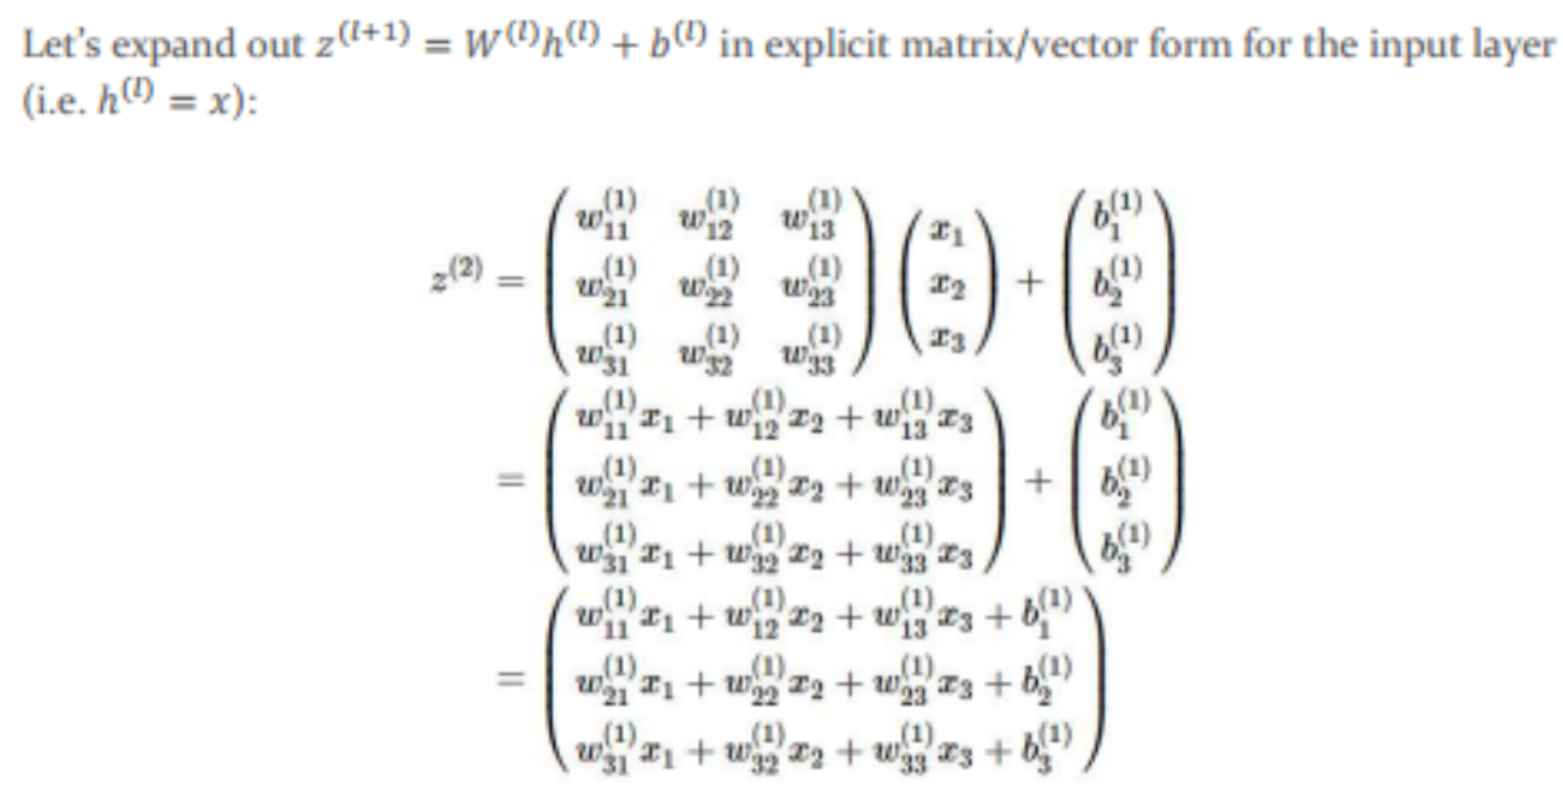 Let's expand out z^(l+1) = W^(l)h^(l) + b^(l) in explicit matrix/vector form for the input layer
(i.e. h^(l) = x):
z^(2) = \begin{pmatrix} w_{11}^{(1)} & w_{12}^{(1)} & w_{13}^{(1)} \\ w_{21}^{(1)} & w_{22}^{(1)} & w_{23}^{(1)} \\ w_{31}^{(1)} & w_{32}^{(1)} & w_{33}^{(1)} \end{pmatrix} \begin{pmatrix} x_1 \\ x_2 \\ x_3 \end{pmatrix} + \begin{pmatrix} b_1^{(1)} \\ b_2^{(1)} \\ b_3^{(1)} \end{pmatrix}
= \begin{pmatrix} w_{11}^{(1)}x_1 + w_{12}^{(1)}x_2 + w_{13}^{(1)}x_3 \\ w_{21}^{(1)}x_1 + w_{22}^{(1)}x_2 + w_{23}^{(1)}x_3 \\ w_{31}^{(1)}x_1 + w_{32}^{(1)}x_2 + w_{33}^{(1)}x_3 \end{pmatrix} + \begin{pmatrix} b_1^{(1)} \\ b_2^{(1)} \\ b_3^{(1)} \end{pmatrix}
= \begin{pmatrix} w_{11}^{(1)}x_1 + w_{12}^{(1)}x_2 + w_{13}^{(1)}x_3 + b_1^{(1)} \\ w_{21}^{(1)}x_1 + w_{22}^{(1)}x_2 + w_{23}^{(1)}x_3 + b_2^{(1)} \\ w_{31}^{(1)}x_1 + w_{32}^{(1)}x_2 + w_{33}^{(1)}x_3 + b_3^{(1)} \end{pmatrix}